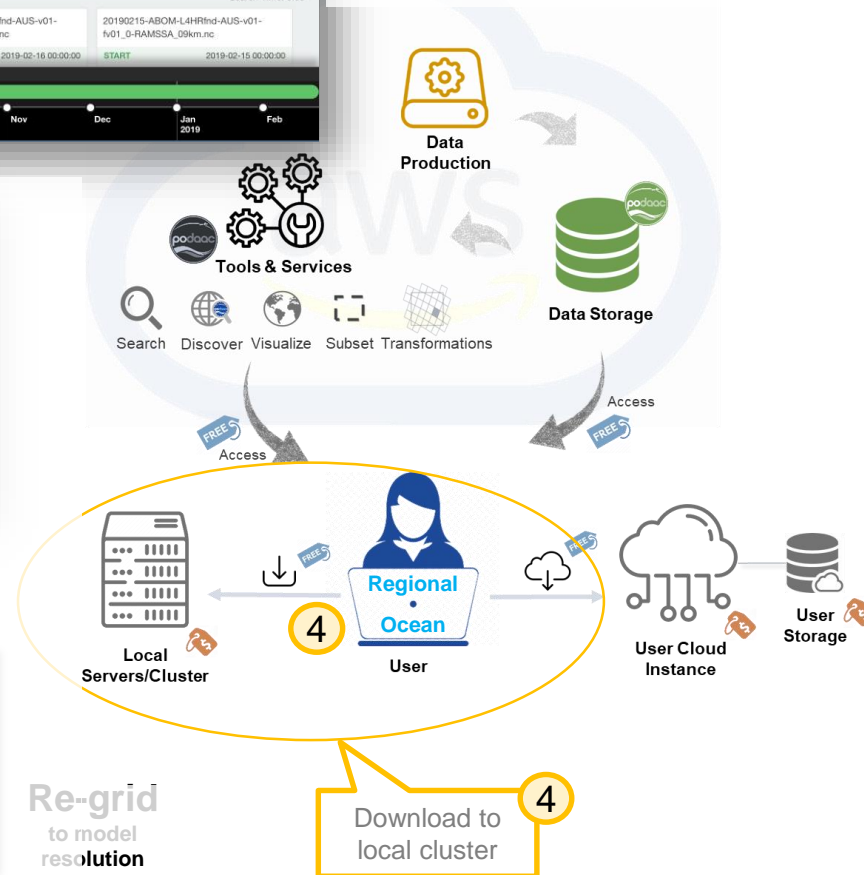 fnd-AUS-v01-
nc
2019-02-16 00:00:00
20190215-ABOM-L4HRfnd-AUS-v01-
fv01_0-RAMSSA_09km.nc
START 2019-02-15 00:00:00
Nov Dec Jan Feb
2019
Data
Production
aws
podaac
podaac
Tools & Services
Data Storage
Search Discover Visualize Subset Transformations
Access
FREE
FREE
Access
FREE
FREE
Regional
•
Ocean
4
User
Local
Servers/Cluster
User Cloud
Instance
User
Storage
Re-grid
to model
resolution
Download to
local cluster
4